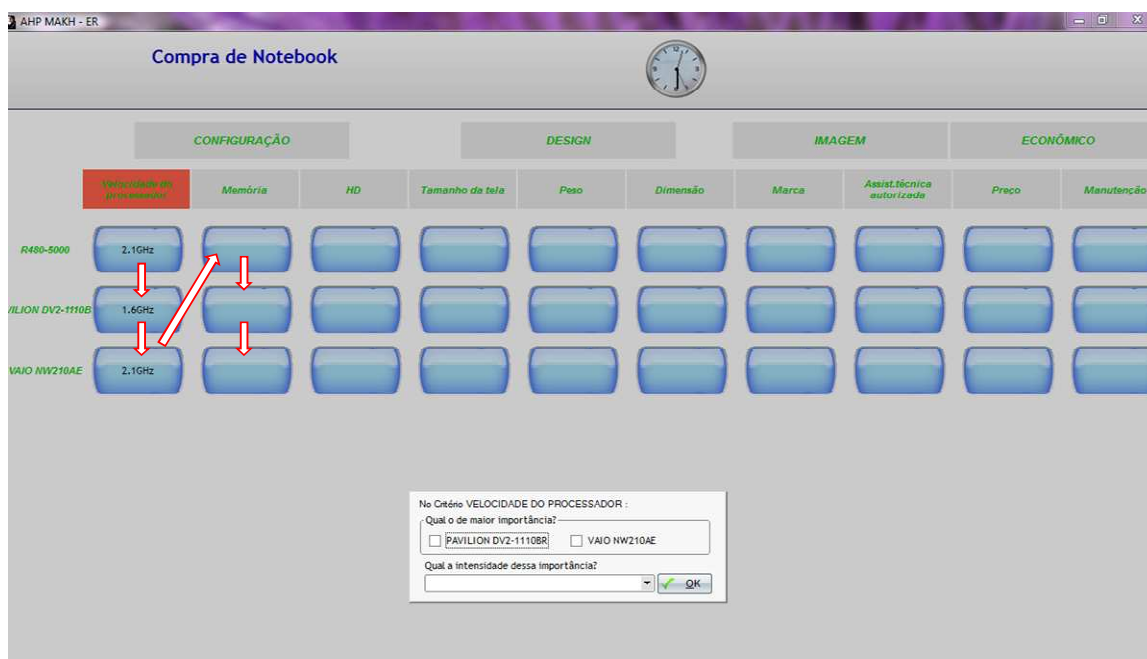 AHP MAKH - ER
Compra de Notebook
CONFIGURAÇÃO DESIGN IMAGEM ECONÔMICO
Velocidade do processador Memória HD Tamanho da tela Peso Dimensão Marca Assist.técnica autorizada Preço Manutenção
R480-5000 2.1GHz
ILION DV2-1110B 1.6GHz
VAIO NW210AE 2.1GHz
No Critério VELOCIDADE DO PROCESSADOR :
Qual o de maior importância?
PAVILION DV2-1110BR VAIO NW210AE
Qual a intensidade dessa importância?
OK